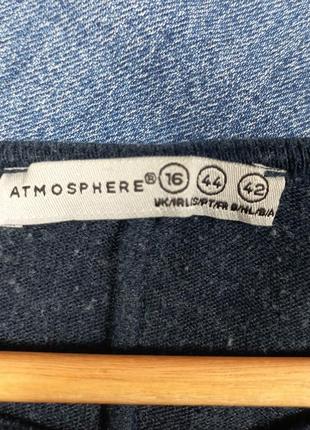 ATMOSPHERE® 16 44 42
UK/IRL S/PT/FR D/NL/B/A